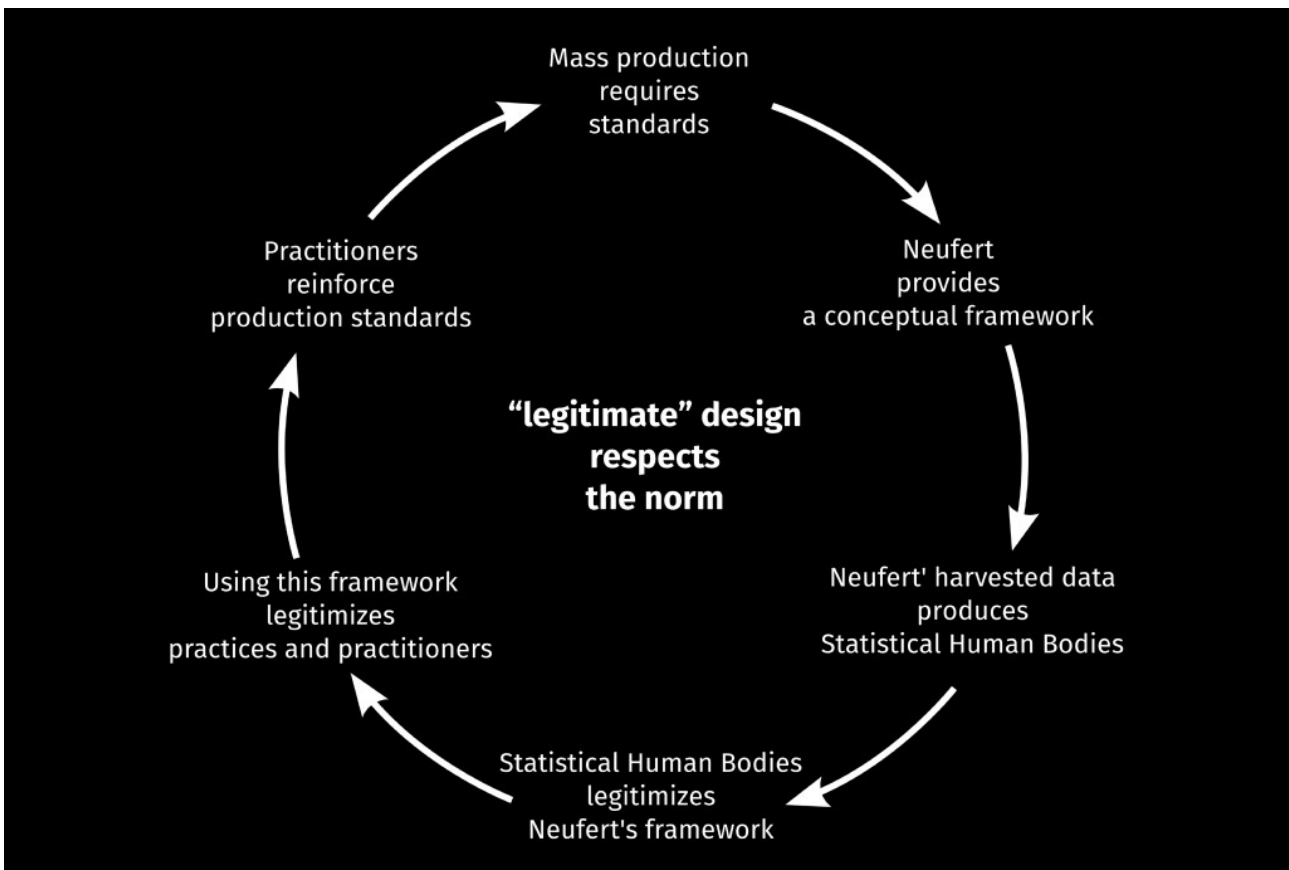 Mass production
requires
standards
Neufert
provides
a conceptual framework
Neufert' harvested data
produces
Statistical Human Bodies
Statistical Human Bodies
legitimizes
Neufert's framework
Using this framework
legitimizes
practices and practitioners
Practitioners
reinforce
production standards
“legitimate” design
respects
the norm